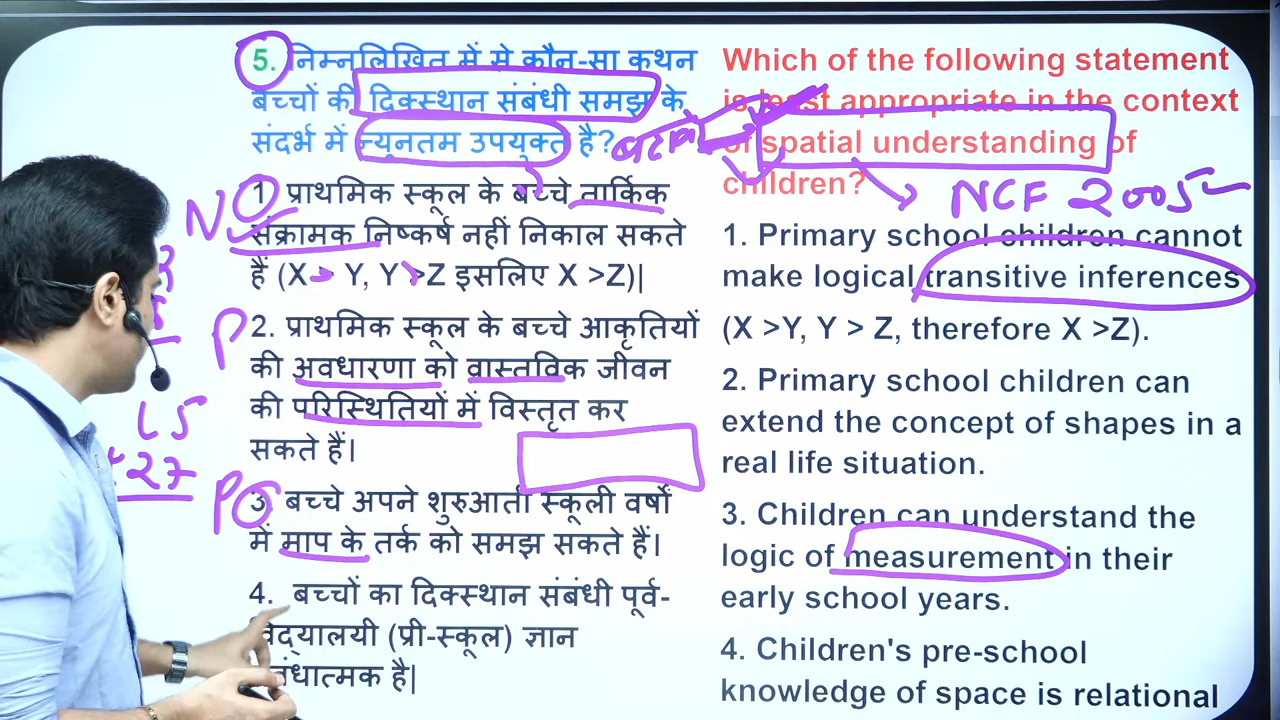 5. निम्नलिखित में से कौन-सा कथन
बच्चों की दिक्स्थान संबंधी समझ के
संदर्भ में न्यूनतम उपयुक्त है?
1 प्राथमिक स्कूल के बच्चे तार्किक
संक्रामक निष्कर्ष नहीं निकाल सकते
हैं (X > Y, Y >Z इसलिए X >Z)|
2. प्राथमिक स्कूल के बच्चे आकृतियों
की अवधारणा को वास्तविक जीवन
की परिस्थितियों में विस्तृत कर
सकते हैं|
3. बच्चे अपने शुरुआती स्कूली वर्षों
में माप के तर्क को समझ सकते हैं|
4. बच्चों का दिक्स्थान संबंधी पूर्व-
विद्यालयी (प्री-स्कूल) ज्ञान
है|
N
P
P
15
27
Which of the following statement
is least appropriate in the context
of spatial understanding of
children?
NCF 2005
1. Primary school children cannot
make logical transitive inferences
(X >Y, Y > Z, therefore X >Z).
2. Primary school children can
extend the concept of shapes in a
real life situation.
3. Children can understand the
logic of measurement in their
early school years.
4. Children's pre-school
knowledge of space is relational